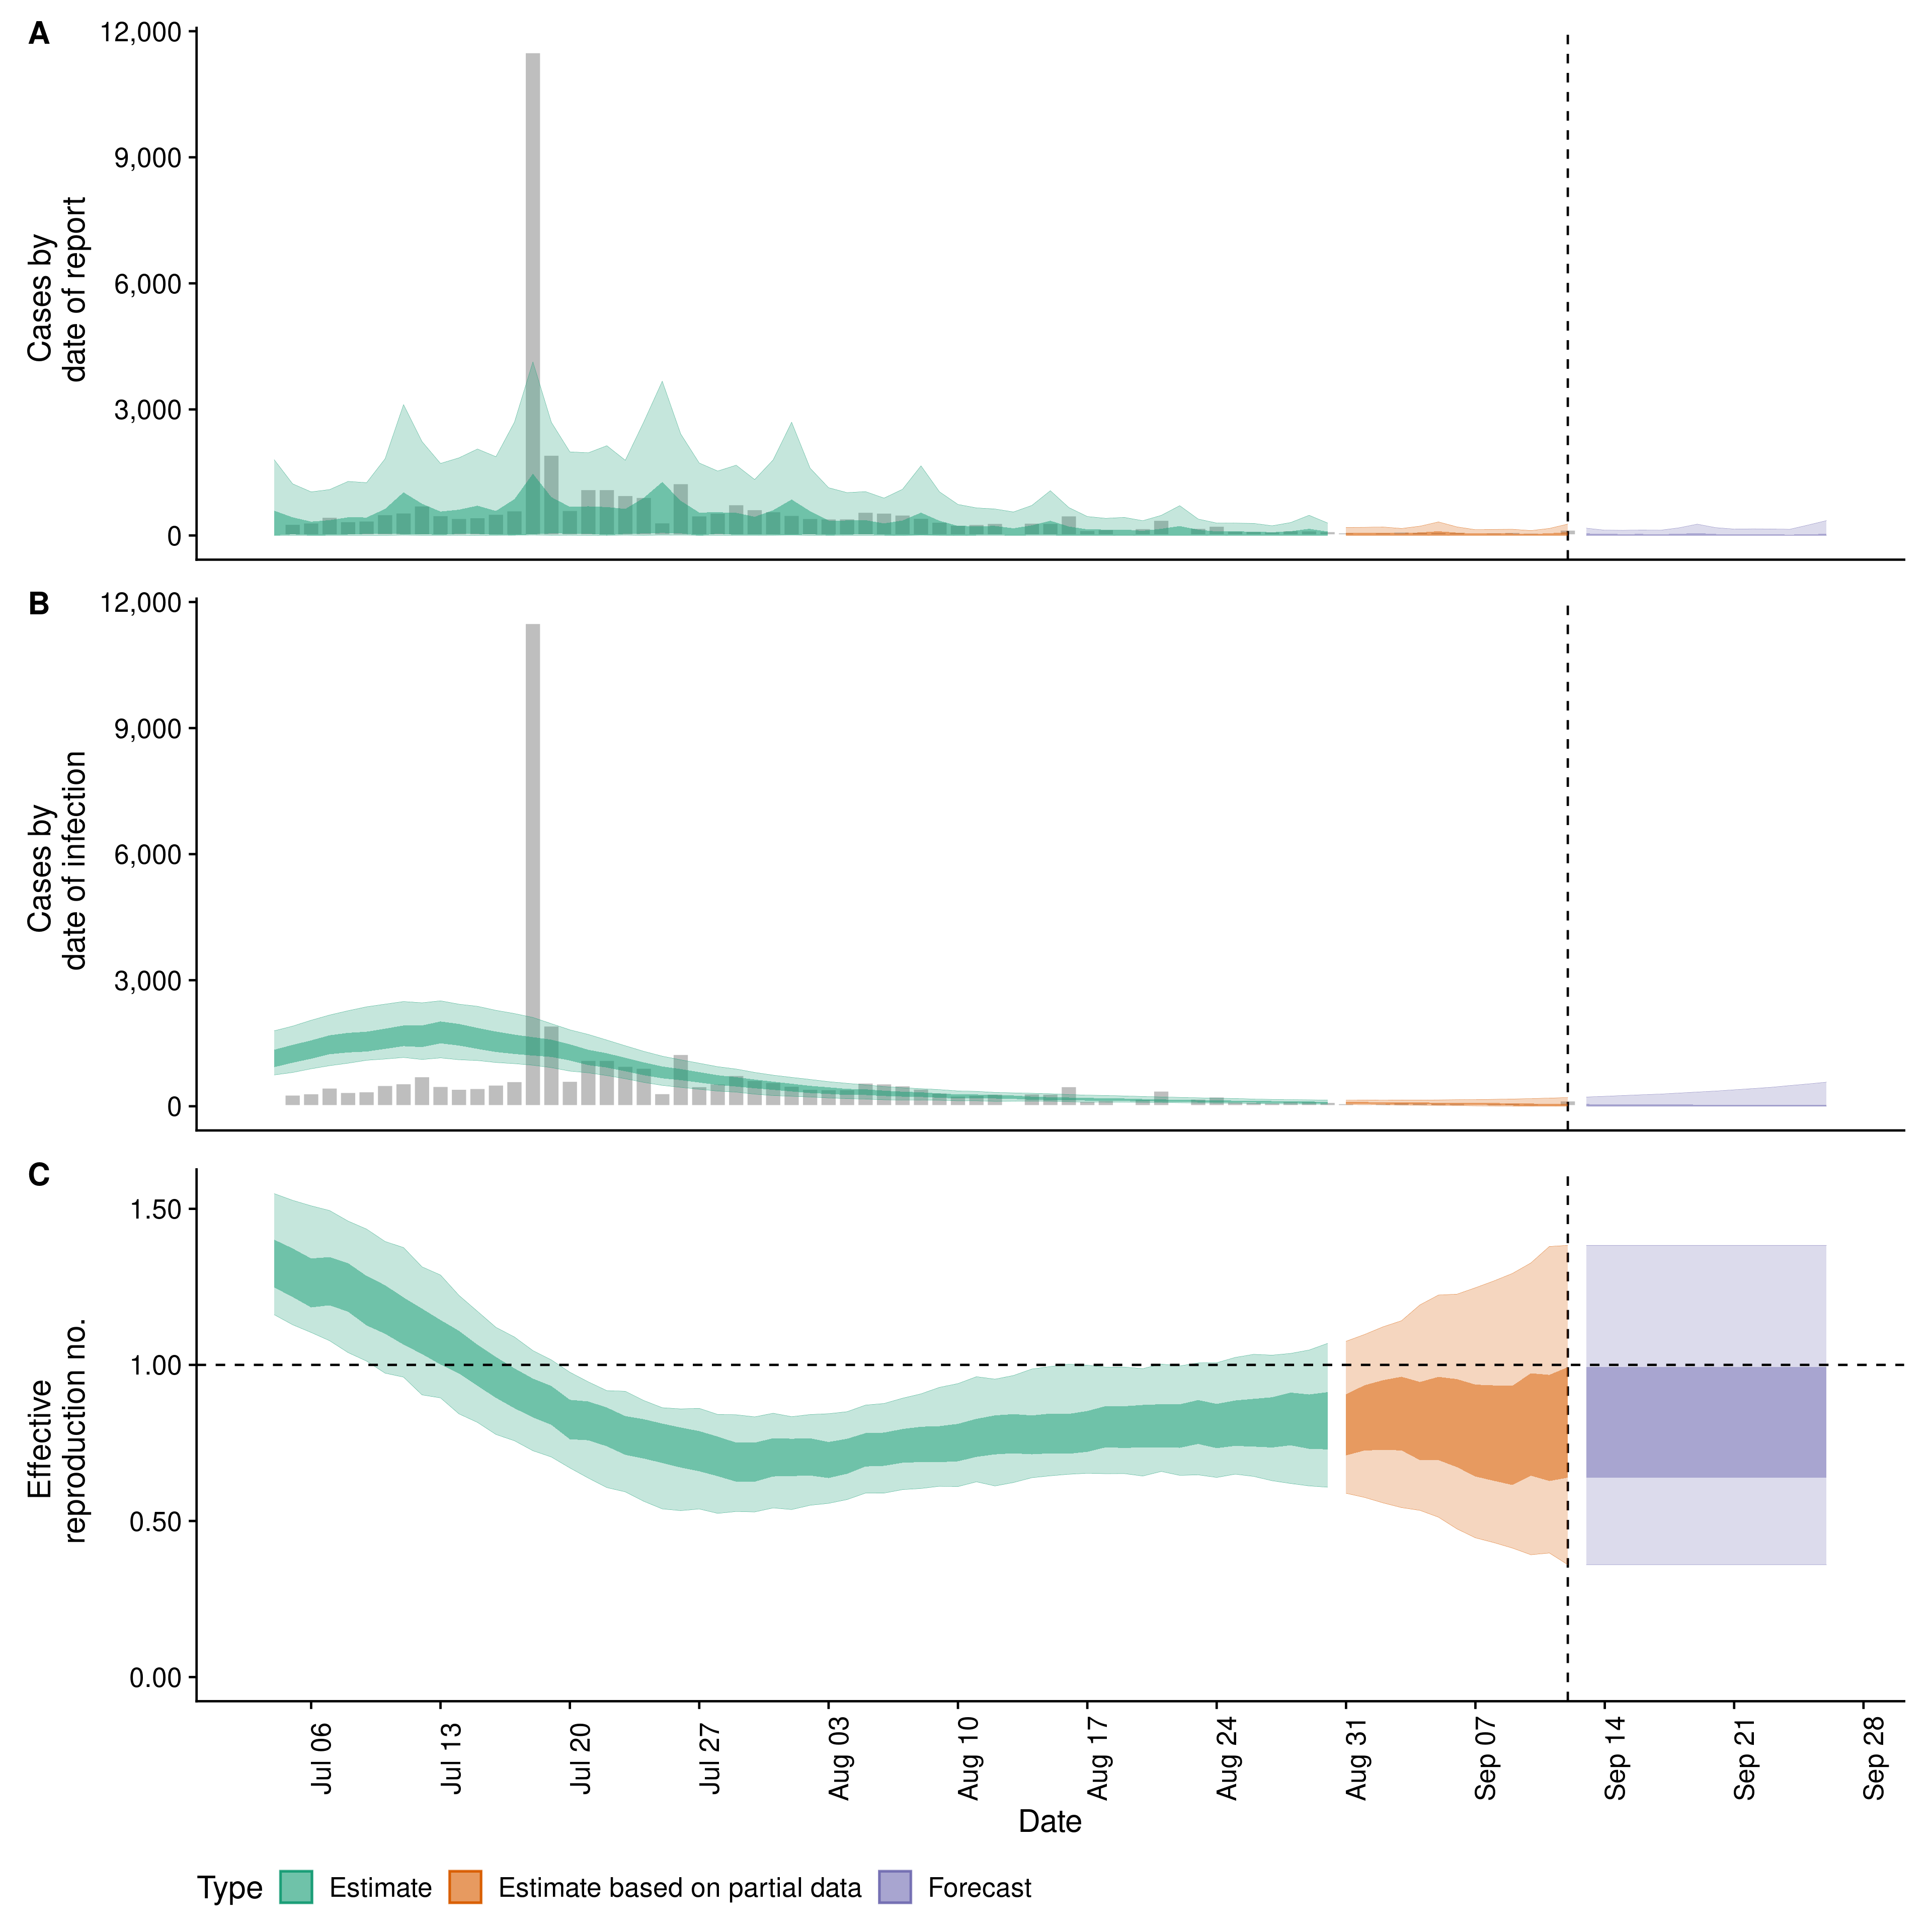 A
12,000
9,000
6,000
3,000
0
Cases by
date of report
B
12,000
9,000
6,000
3,000
0
Cases by
date of infection
C
1.50
1.00
0.50
0.00
Effective
reproduction no.
Jul 06
Jul 13
Jul 20
Jul 27
Aug 03
Aug 10
Aug 17
Aug 24
Aug 31
Sep 07
Sep 14
Sep 21
Sep 28
Date
Type Estimate Estimate based on partial data Forecast